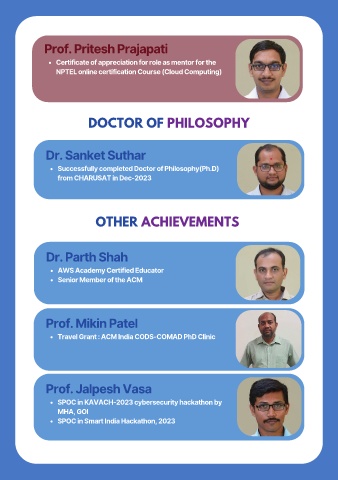 Prof. Pritesh Prajapati
• Certificate of appreciation for role as mentor for the
NPTEL online certification Course (Cloud Computing)
DOCTOR OF PHILOSOPHY
Dr. Sanket Suthar
• Successfully completed Doctor of Philosophy(Ph.D)
from CHARUSAT in Dec-2023
OTHER ACHIEVEMENTS
Dr. Parth Shah
• AWS Academy Certified Educator
• Senior Member of the ACM
Prof. Mikin Patel
• Travel Grant : ACM India CODS-COMAD PhD Clinic
Prof. Jalpesh Vasa
• SPOC in KAVACH-2023 cybersecurity hackathon by
MHA, GOI
• SPOC in Smart India Hackathon, 2023